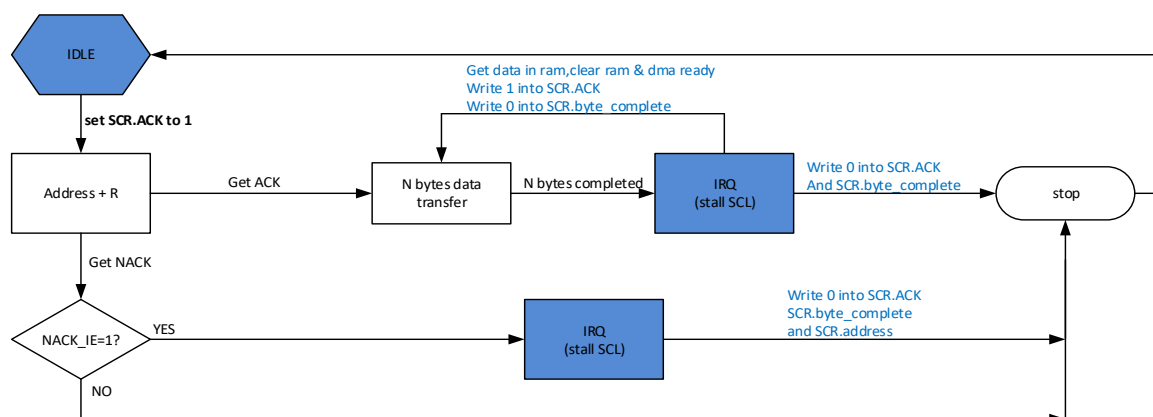 IDLE
Get data in ram,clear ram & dma ready
Write 1 into SCR.ACK
Write 0 into SCR.byte_complete
set SCR.ACK to 1
Address + R
Get ACK
N bytes data
transfer
N bytes completed
IRQ
(stall SCL)
Write 0 into SCR.ACK
And SCR.byte_complete
stop
Get NACK
NACK_IE=1?
YES
IRQ
(stall SCL)
Write 0 into SCR.ACK
SCR.byte_complete
and SCR.address
NO